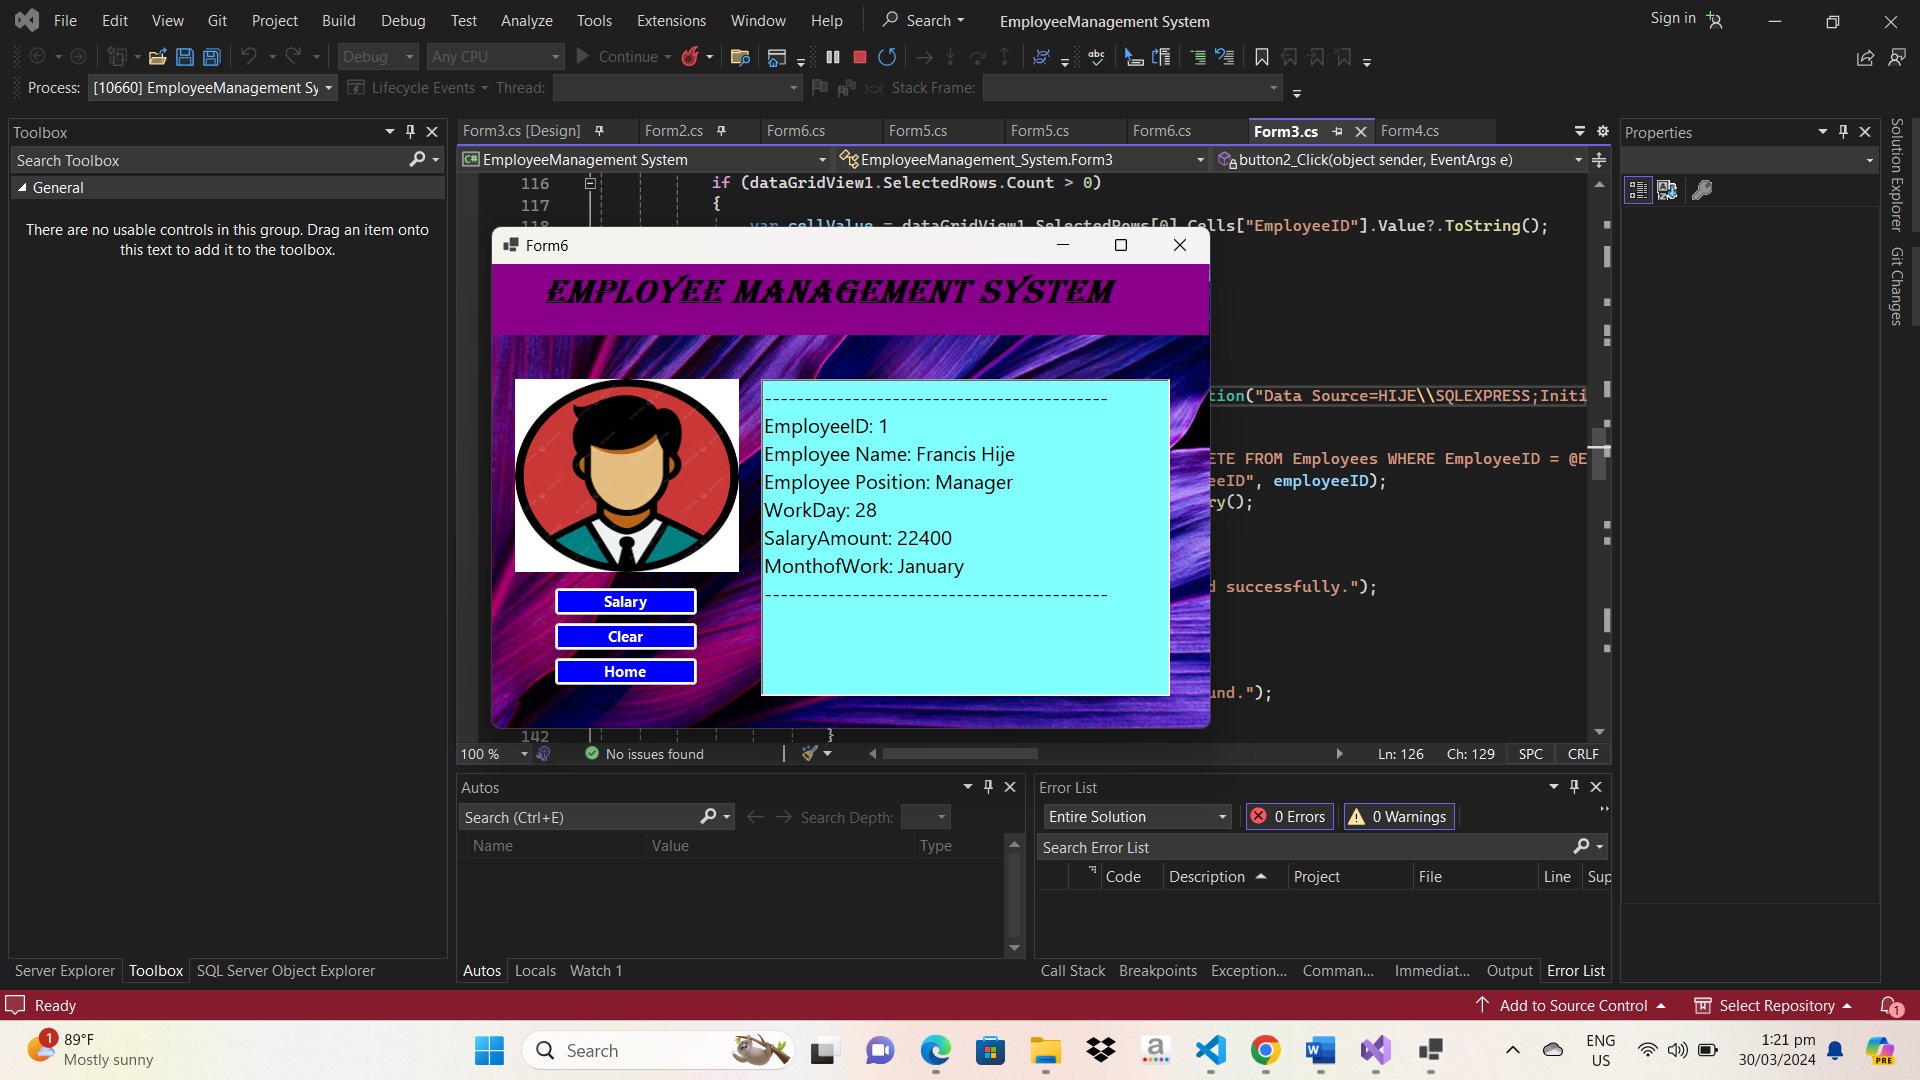 File Edit View Git Project Build Debug Test Analyze Tools Extensions Window Help Search EmployeeManagement System Sign in
Debug Any CPU Continue
Process: [10660] EmployeeManagement Sy Lifecycle Events Thread: Stack Frame:
Toolbox
Search Toolbox
General
There are no usable controls in this group. Drag an item onto
this text to add it to the toolbox.
Form3.cs [Design] Form2.cs Form6.cs Form5.cs Form5.cs Form6.cs Form3.cs Form4.cs
EmployeeManagement System EmployeeManagement_System.Form3 button2_Click(object sender, EventArgs e)
116 if (dataGridView1.SelectedRows.Count > 0)
117 {
118 var cellValue = dataGridView1.SelectedRows[0].Cells["EmployeeID"].Value?.ToString();
Form6
EMPLOYEE MANAGEMENT SYSTEM
-------------------------------------------
EmployeeID: 1
Employee Name: Francis Hije
Employee Position: Manager
WorkDay: 28
SalaryAmount: 22400
MonthofWork: January
-------------------------------------------
Salary
Clear
Home
tion("Data Source=HIJE\\SQLEXPRESS;Initi
ETE FROM Employees WHERE EmployeeID = @E
eeID", employeeID);
ry();
d successfully.");
und.");
142 }
100 % No issues found Ln: 126 Ch: 129 SPC CRLF
Properties
Solution Explorer
Git Changes
Autos
Search (Ctrl+E) Search Depth:
Name Value Type
Error List
Entire Solution 0 Errors 0 Warnings
Search Error List
Code Description Project File Line Sup
Server Explorer Toolbox SQL Server Object Explorer
Autos Locals Watch 1
Call Stack Breakpoints Exception... Comman... Immediat... Output Error List
Ready Add to Source Control Select Repository 1
1 89°F
Mostly sunny
Search
ENG
US
1:21 pm
30/03/2024
PRE